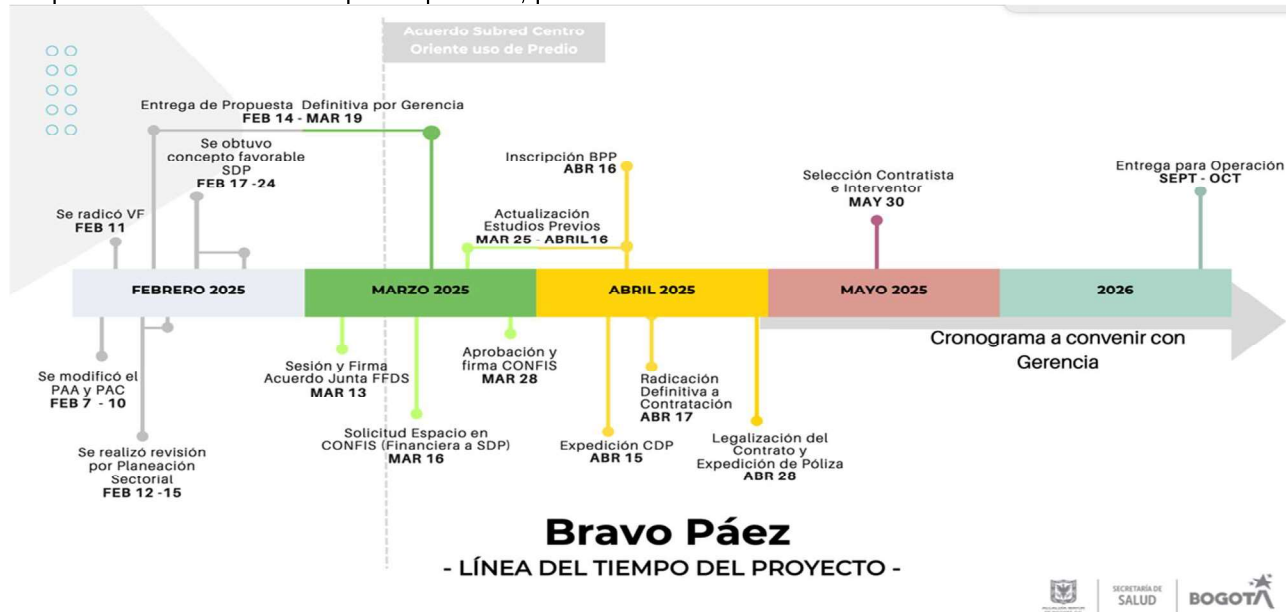 Acuerdo Subred Centro
Oriente uso de Predio
Entrega de Propuesta Definitiva por Gerencia
FEB 14 - MAR 19
Se obtuvo
concepto favorable
SDP
FEB 17 -24
Se radicó VF
FEB 11
Inscripción BPP
ABR 16
Actualización
Estudios Previos
MAR 25 - ABRIL 16
Selección Contratista
e Interventor
MAY 30
Entrega para Operación
SEPT - OCT
FEBRERO 2025
MARZO 2025
ABRIL 2025
MAYO 2025
2026
Cronograma a convenir con
Gerencia
Se modificó el
PAA y PAC
FEB 7 - 10
Se realizó revisión
por Planeación
Sectorial
FEB 12 -15
Sesión y Firma
Acuerdo Junta FFDS
MAR 13
Solicitud Espacio en
CONFIS (Financiera a SDP)
MAR 16
Aprobación y
firma CONFIS
MAR 28
Expedición CDP
ABR 15
Radicación
Definitiva a
Contratación
ABR 17
Legalización del
Contrato y
Expedición de Póliza
ABR 28
Bravo Páez
- LÍNEA DEL TIEMPO DEL PROYECTO -
SECRETARÍA DE
SALUD
BOGOTÁ